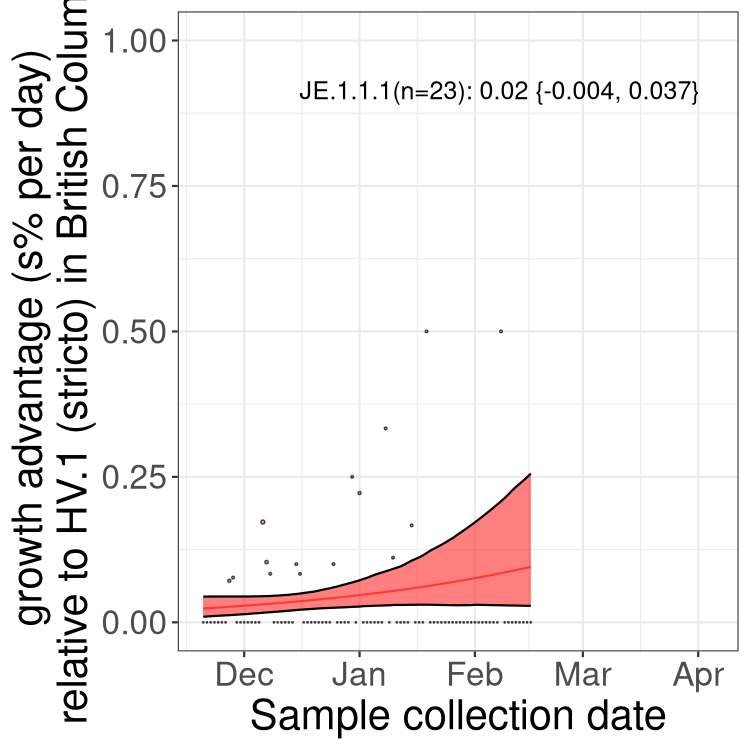 growth advantage (s% per day)
relative to HV.1 (stricto) in British Colum
1.00
0.75
0.50
0.25
0.00
JE.1.1.1(n=23): 0.02 {-0.004, 0.037}
Dec Jan Feb Mar Apr
Sample collection date